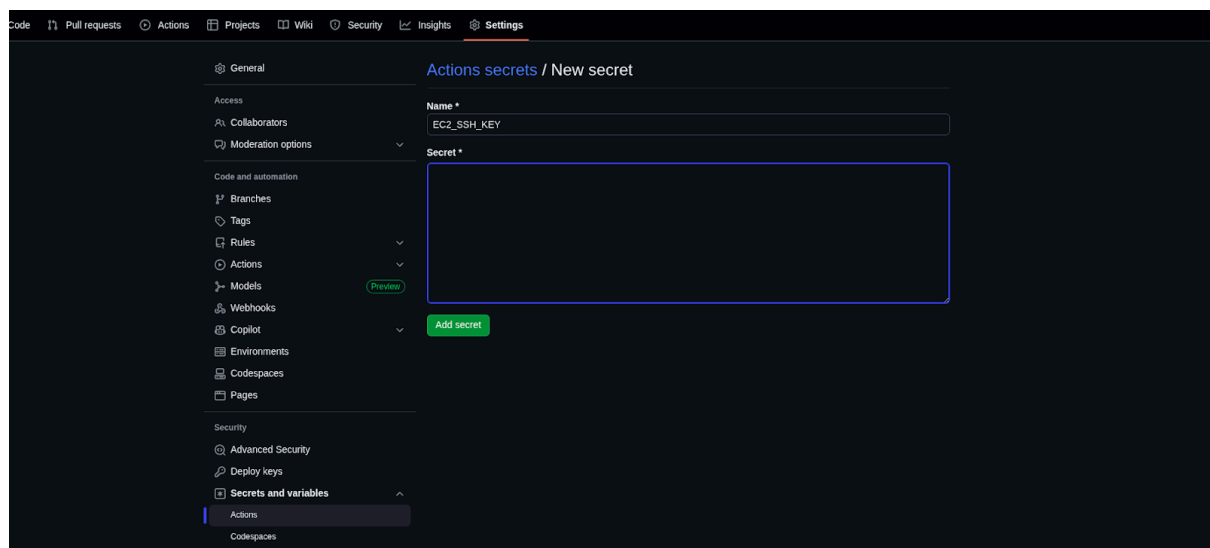 Code Pull requests Actions Projects Wiki Security Insights Settings
General
Access
Collaborators
Moderation options
Code and automation
Branches
Tags
Rules
Actions
Models Preview
Webhooks
Copilot
Environments
Codespaces
Pages
Security
Advanced Security
Deploy keys
Secrets and variables
Actions
Codespaces
Actions secrets / New secret
Name *
EC2_SSH_KEY
Secret *
Add secret